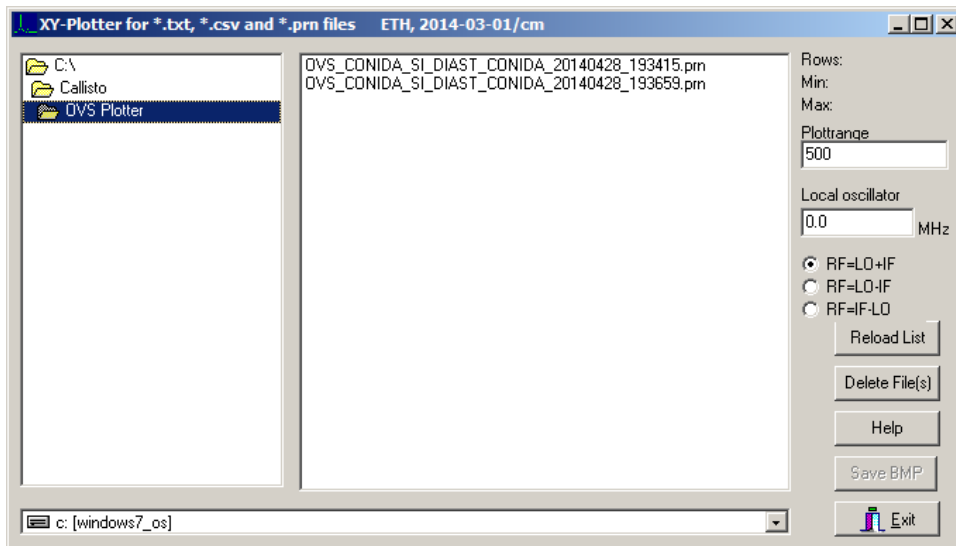 XY-Plotter for *.txt, *.csv and *.prn files ETH, 2014-03-01/cm
C:\
Callisto
OVS Plotter
OVS_CONIDA_SI_DIAST_CONIDA_20140428_193415.prn
OVS_CONIDA_SI_DIAST_CONIDA_20140428_193659.prn
Rows:
Min:
Max:
Plottrange
500
Local oscillator
0.0 MHz
RF=LO+IF
RF=LO-IF
RF=IF-LO
Reload List
Delete File(s)
Help
Save BMP
Exit
c: [windows7_os]